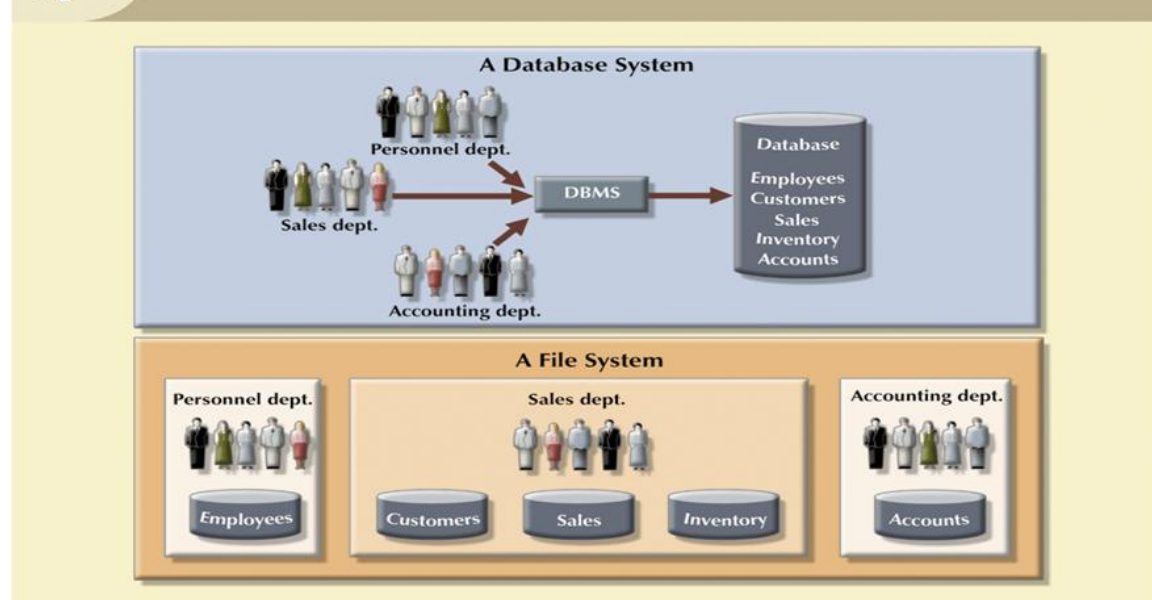 A Database System
Personnel dept.
Sales dept.
Accounting dept.
DBMS
Database
Employees
Customers
Sales
Inventory
Accounts
A File System
Personnel dept.
Employees
Sales dept.
Customers
Sales
Inventory
Accounting dept.
Accounts